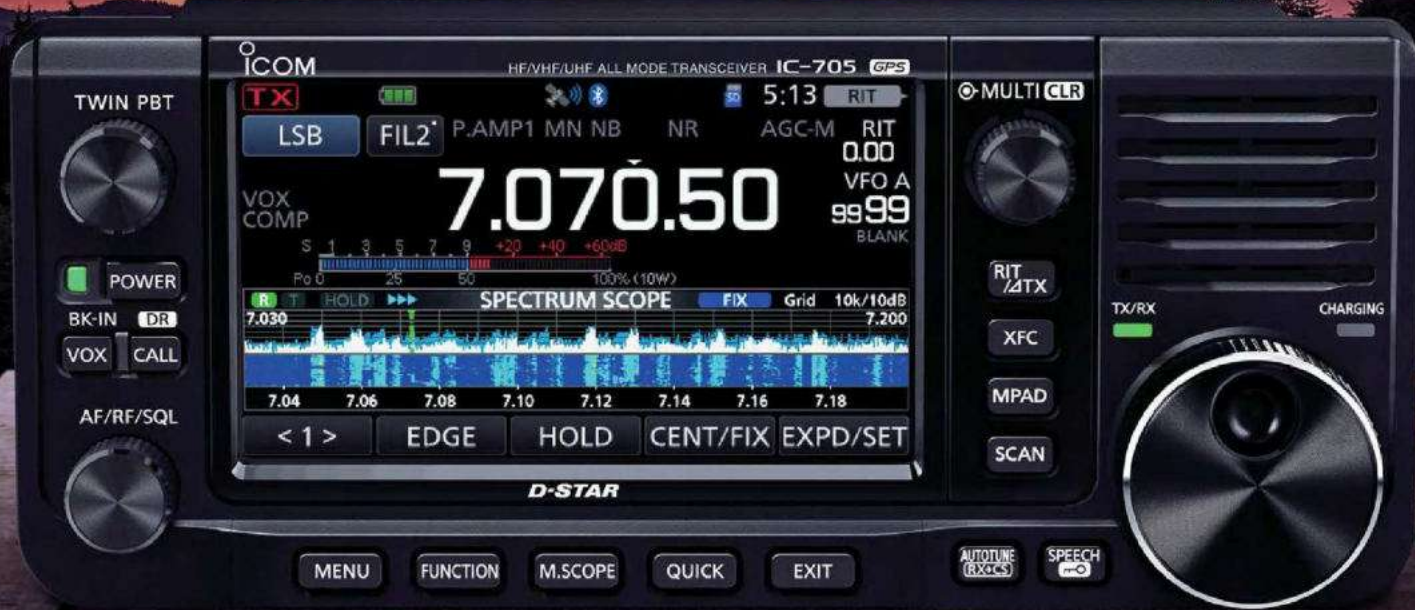 ICOM
HF/VHF/UHF ALL MODE TRANSCEIVER IC-705 GPS
TWIN PBT
TX
SD
5:13 RIT
MULTI CLR
LSB FIL2 P.AMP1 MN NB NR AGC-M RIT
0.00
7.070.50
VFO A
VOX
COMP
9999
BLANK
S 1 3 5 7 9 +20 +40 +60dB
Po 0 25 50 100% (10W)
POWER
RIT
/⊿TX
R T HOLD SPECTRUM SCOPE FIX Grid 10k/10dB
7.030 7.200
BK-IN DR
TX/RX CHARGING
VOX CALL
XFC
7.04 7.06 7.08 7.10 7.12 7.14 7.16 7.18
MPAD
AF/RF/SQL
< 1 > EDGE HOLD CENT/FIX EXPD/SET
SCAN
D-STAR
MENU FUNCTION M.SCOPE QUICK EXIT
AUTOTUNE
RX→CS
SPEECH